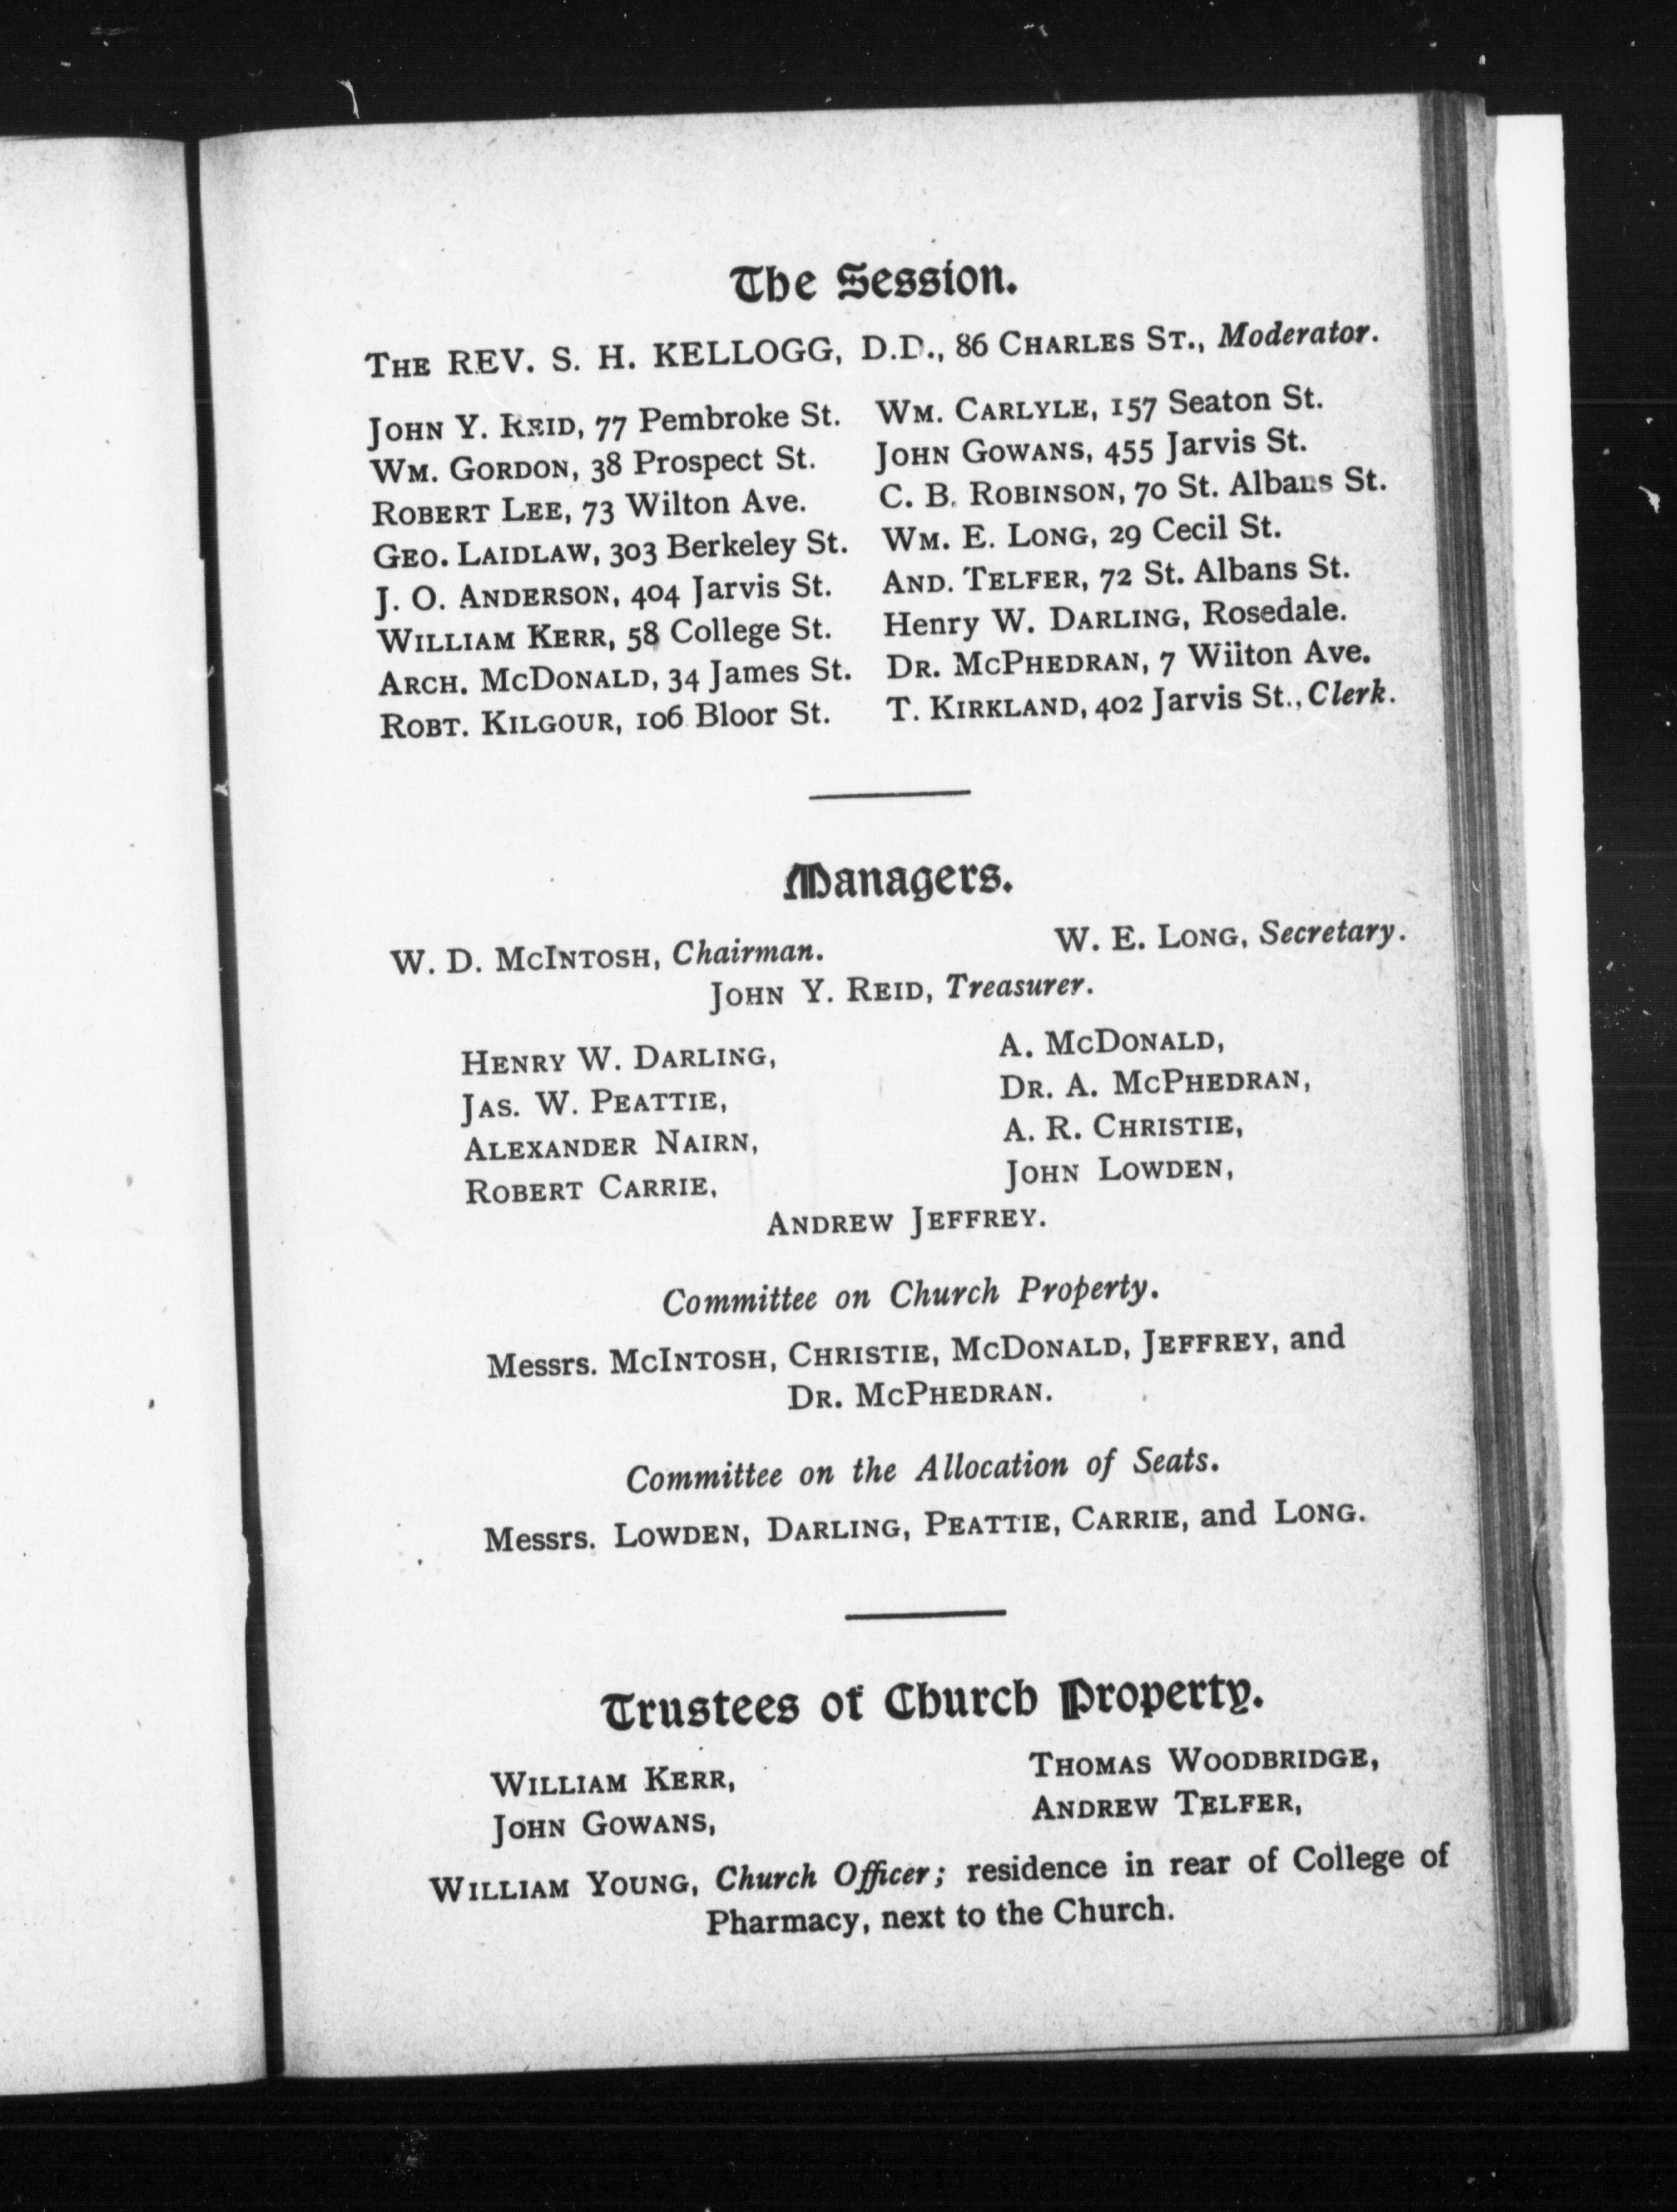 The Session.
THE REV. S. H. KELLOGG, D.D., 86 CHARLES ST., Moderator.
JOHN Y. REID, 77 Pembroke St.
WM. GORDON, 38 Prospect St.
ROBERT LEE, 73 Wilton Ave.
GEO. LAIDLAW, 303 Berkeley St.
J. O. ANDERSON, 404 Jarvis St.
WILLIAM KERR, 58 College St.
ARCH. MCDONALD, 34 James St.
ROBT. KILGOUR, 106 Bloor St.
WM. CARLYLE, 157 Seaton St.
JOHN GOWANS, 455 Jarvis St.
C. B. ROBINSON, 70 St. Albans St.
WM. E. LONG, 29 Cecil St.
AND. TELFER, 72 St. Albans St.
Henry W. DARLING, Rosedale.
DR. MCPHEDRAN, 7 Wiiton Ave.
T. KIRKLAND, 402 Jarvis St., Clerk.
Managers.
W. D. MCINTOSH, Chairman.
W. E. LONG, Secretary.
JOHN Y. REID, Treasurer.
HENRY W. DARLING,
JAS. W. PEATTIE,
ALEXANDER NAIRN,
ROBERT CARRIE,
A. MCDONALD,
DR. A. MCPHEDRAN,
A. R. CHRISTIE,
JOHN LOWDEN,
ANDREW JEFFREY.
Committee on Church Property.
Messrs. MCINTOSH, CHRISTIE, MCDONALD, JEFFREY, and
DR. MCPHEDRAN.
Committee on the Allocation of Seats.
Messrs. LOWDEN, DARLING, PEATTIE, CARRIE, and LONG.
Trustees of Church Property.
WILLIAM KERR,
JOHN GOWANS,
THOMAS WOODBRIDGE,
ANDREW TELFER,
WILLIAM YOUNG, Church Officer; residence in rear of College of
Pharmacy, next to the Church.